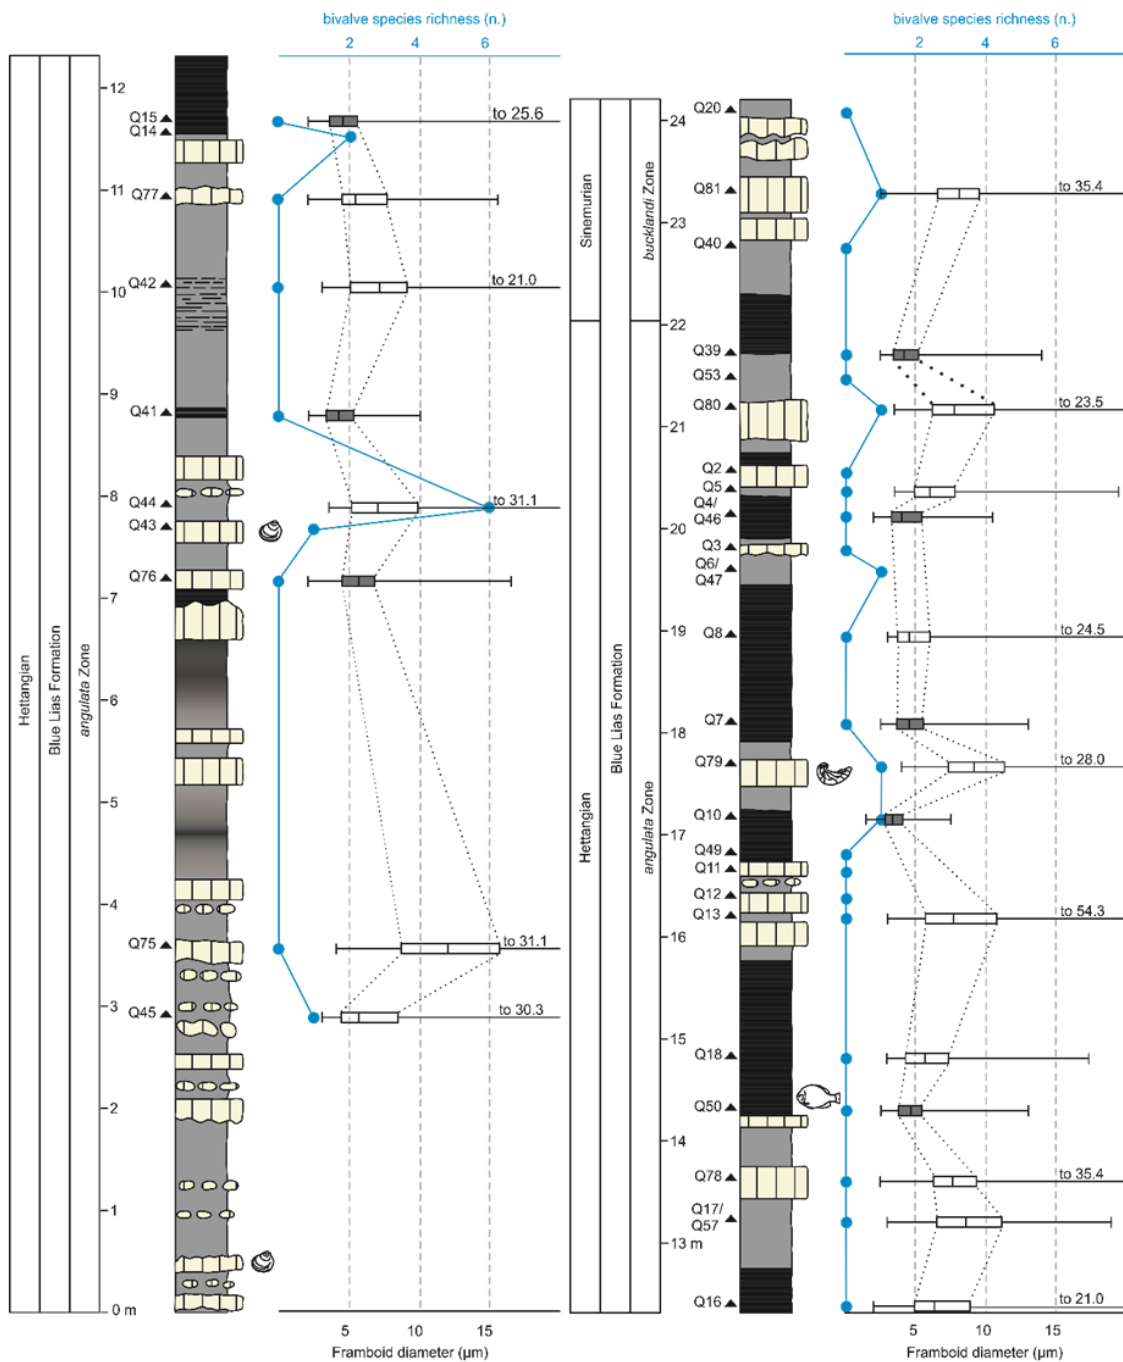 bivalve species richness (n.)
2 4 6
Hettangian
Blue Lias Formation
angulata Zone
12
11
10
9
8
7
6
5
4
3
2
1
0 m
Q15
Q14
Q77
Q42
Q41
Q44
Q43
Q76
Q75
Q45
to 25.6
to 21.0
to 31.1
to 31.1
to 30.3
5 10 15
Framboid diameter (μm)
bivalve species richness (n.)
2 4 6
Sinemurian
bucklandi Zone
Hettangian
Blue Lias Formation
angulata Zone
24
23
22
21
20
19
18
17
16
15
14
13 m
Q20
Q81
Q40
Q39
Q53
Q80
Q2
Q5
Q4/
Q46
Q3
Q6/
Q47
Q8
Q7
Q79
Q10
Q49
Q11
Q12
Q13
Q18
Q50
Q78
Q17/
Q57
Q16
to 35.4
to 23.5
to 24.5
to 28.0
to 54.3
to 35.4
to 21.0
5 10 15
Framboid diameter (μm)